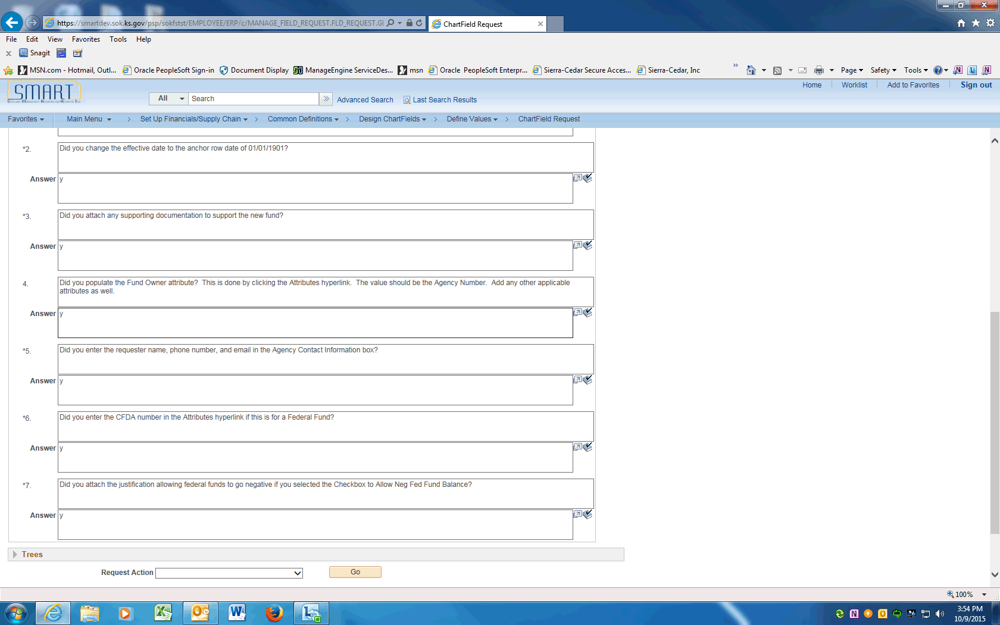 https://smartdev.sok.ks.gov/psp/sokfstst/EMPLOYEE/ERP/c/MANAGE_FIELD_REQUEST.FLD_REQUEST.GI
ChartField Request
File Edit View Favorites Tools Help
x Snagit
MSN.com - Hotmail, Outl... Oracle PeopleSoft Sign-in Document Display ManageEngine ServiceDes... msn Oracle PeopleSoft Enterpr... Sierra-Cedar Secure Acces... Sierra-Cedar, Inc » Page Safety Tools
SMART
Home Worklist Add to Favorites Sign out
All Search Advanced Search Last Search Results
Favorites Main Menu > Set Up Financials/Supply Chain > Common Definitions > Design ChartFields > Define Values > ChartField Request
*2. Did you change the effective date to the anchor row date of 01/01/1901?
Answer y
*3. Did you attach any supporting documentation to support the new fund?
Answer y
4. Did you populate the Fund Owner attribute? This is done by clicking the Attributes hyperlink. The value should be the Agency Number. Add any other applicable
attributes as well.
Answer y
*5. Did you enter the requester name, phone number, and email in the Agency Contact Information box?
Answer y
*6. Did you enter the CFDA number in the Attributes hyperlink if this is for a Federal Fund?
Answer y
*7. Did you attach the justification allowing federal funds to go negative if you selected the Checkbox to Allow Neg Fed Fund Balance?
Answer y
Trees
Request Action Go
100%
3:54 PM
10/9/2015